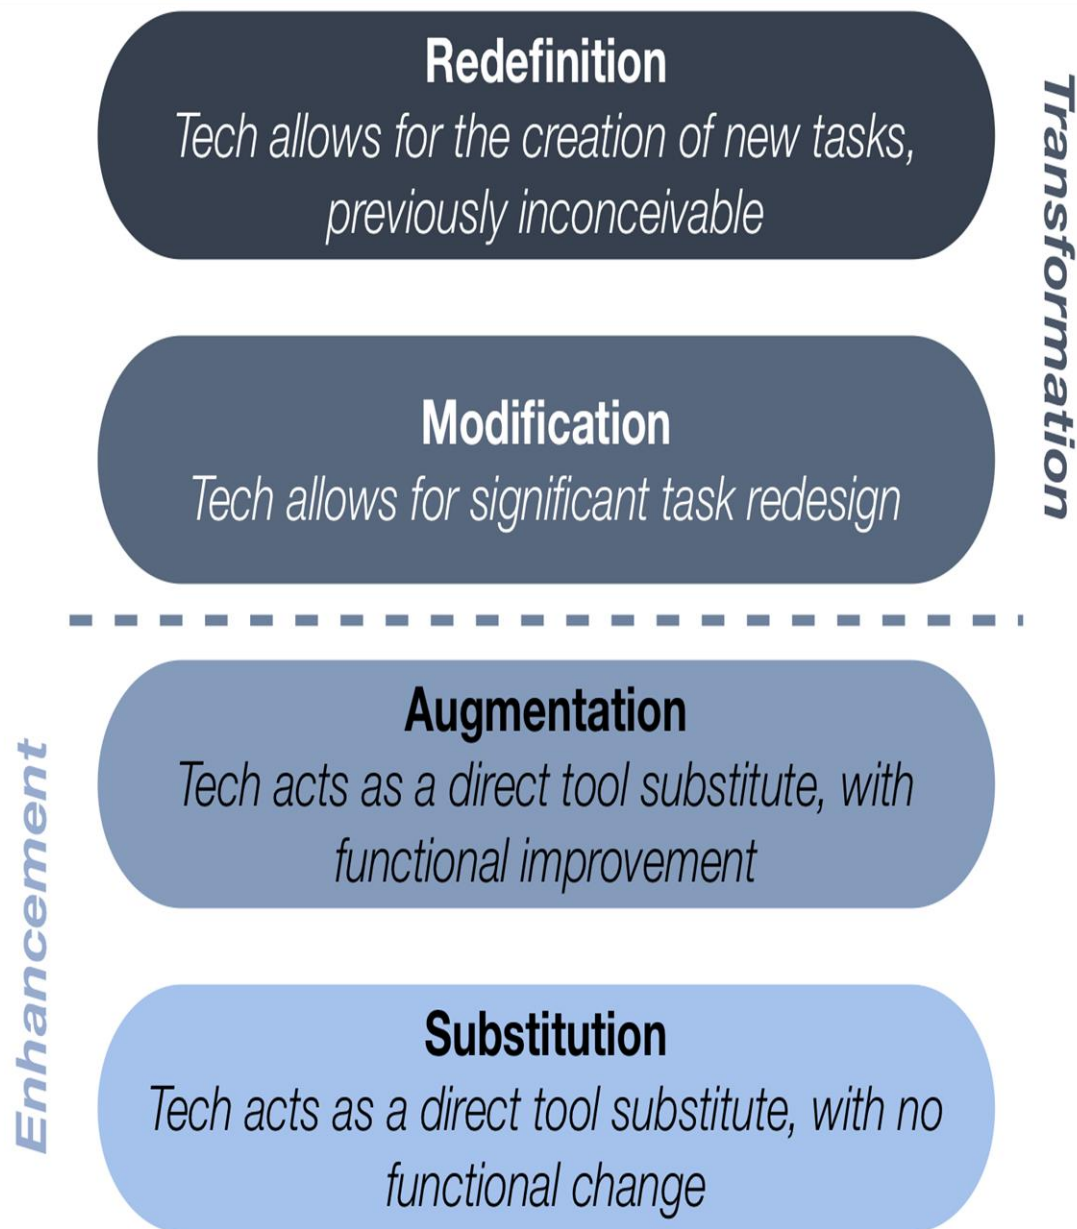 Redefinition
Tech allows for the creation of new tasks,
previously inconceivable
Transformation
Modification
Tech allows for significant task redesign
Augmentation
Tech acts as a direct tool substitute, with
functional improvement
Enhancement
Substitution
Tech acts as a direct tool substitute, with no
functional change